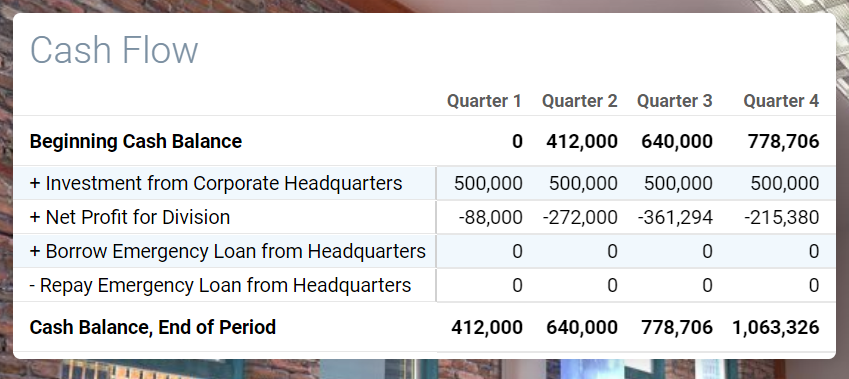 Cash Flow
Quarter 1 Quarter 2 Quarter 3 Quarter 4
Beginning Cash Balance 0 412,000 640,000 778,706
+ Investment from Corporate Headquarters 500,000 500,000 500,000 500,000
+ Net Profit for Division -88,000 -272,000 -361,294 -215,380
+ Borrow Emergency Loan from Headquarters 0 0 0 0
- Repay Emergency Loan from Headquarters 0 0 0 0
Cash Balance, End of Period 412,000 640,000 778,706 1,063,326